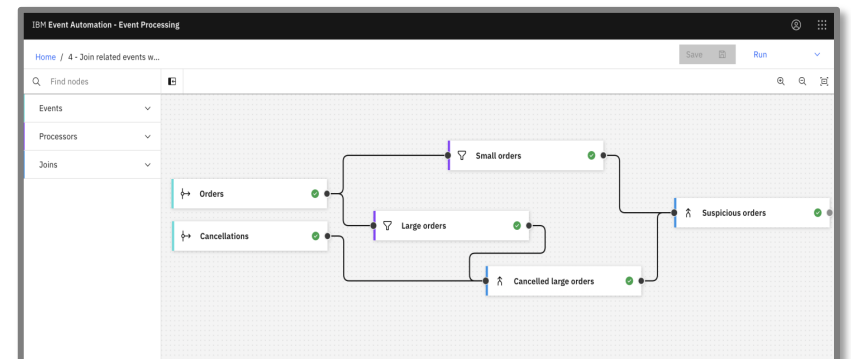 IBM Event Automation - Event Processing
Home / 4 - Join related events w...
Save
Run
Find nodes
Events
Processors
Joins
Small orders
Orders
Suspicious orders
Large orders
Cancellations
Cancelled large orders